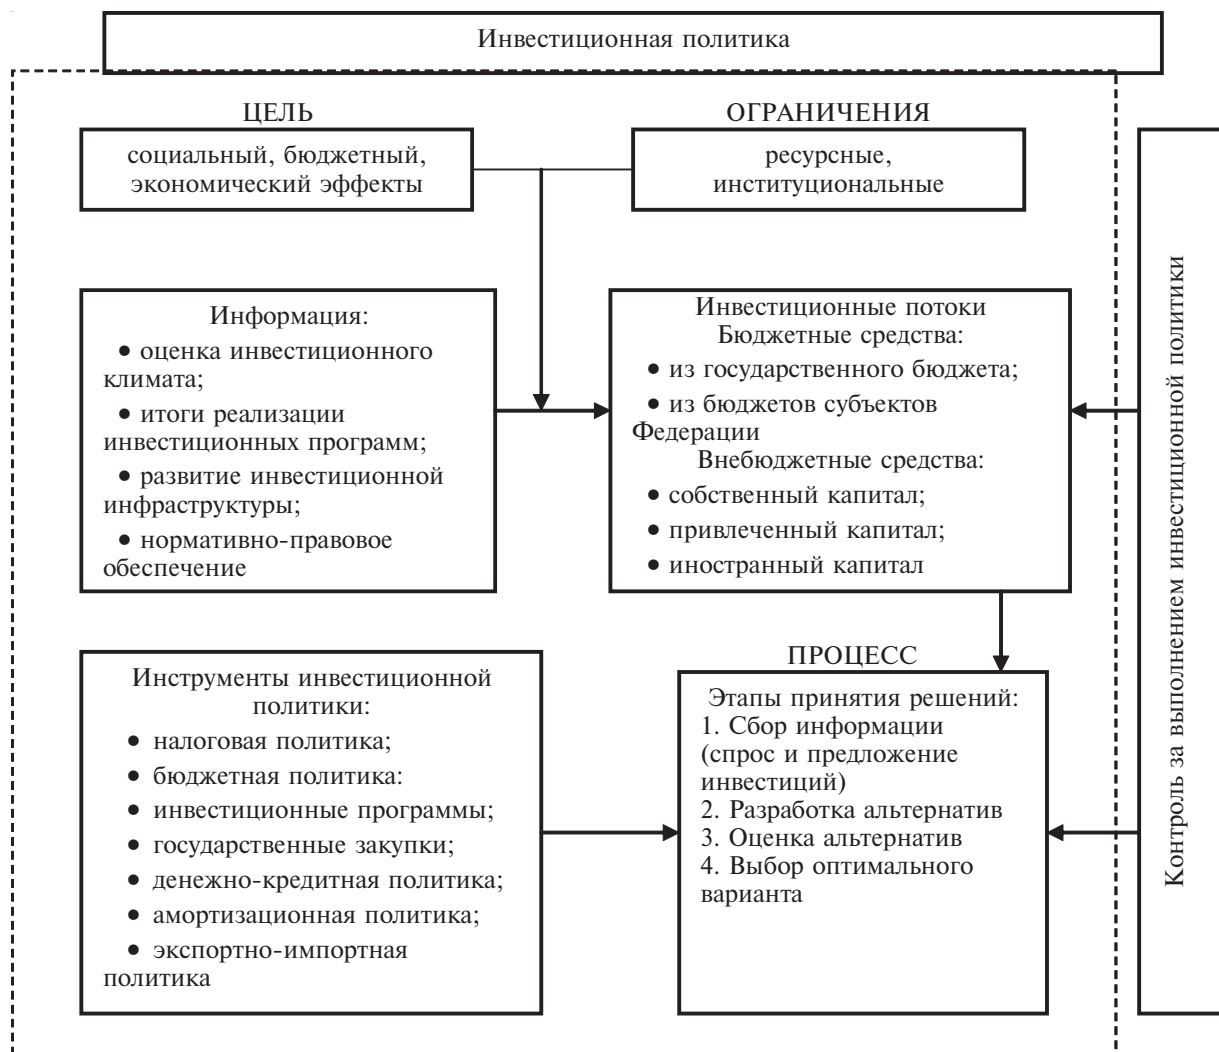 Инвестиционная политика
ЦЕЛЬ
социальный, бюджетный,
экономический эффекты
ОГРАНИЧЕНИЯ
ресурсные,
институциональные
Информация:
• оценка инвестиционного
климата;
• итоги реализации
инвестиционных программ;
• развитие инвестиционной
инфраструктуры;
• нормативно-правовое
обеспечение
Инвестиционные потоки
Бюджетные средства:
• из государственного бюджета;
• из бюджетов субъектов
Федерации
Внебюджетные средства:
• собственный капитал;
• привлеченный капитал;
• иностранный капитал
Инструменты инвестиционной
политики:
• налоговая политика;
• бюджетная политика:
• инвестиционные программы;
• государственные закупки;
• денежно-кредитная политика;
• амортизационная политика;
• экспортно-импортная
политика
ПРОЦЕСС
Этапы принятия решений:
1. Сбор информации
(спрос и предложение
инвестиций)
2. Разработка альтернатив
3. Оценка альтернатив
4. Выбор оптимального
варианта
Контроль за выполнением инвестиционной политики